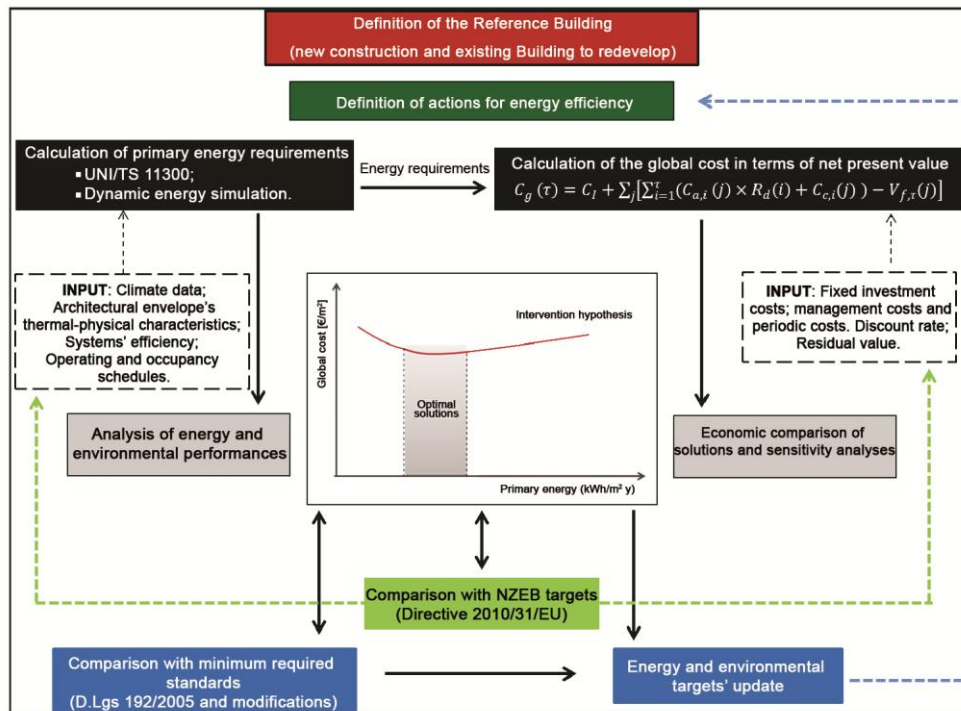 Definition of the Reference Building
(new construction and existing Building to redevelop)
Definition of actions for energy efficiency
Calculation of primary energy requirements
▪ UNI/TS 11300;
▪ Dynamic energy simulation.
Energy requirements
Calculation of the global cost in terms of net present value
C_g (τ) = C_I + ∑_j[∑_{i=1}^{τ}(C_{a,i} (j) × R_d(i) + C_{c,i}(j) ) − V_{f,τ}(j)]
INPUT: Climate data;
Architectural envelope's
thermal-physical characteristics;
Systems' efficiency;
Operating and occupancy
schedules.
Global cost [€/m²]
Intervention hypothesis
Optimal
solutions
Primary energy (kWh/m² y)
INPUT: Fixed investment
costs; management costs and
periodic costs. Discount rate;
Residual value.
Analysis of energy and
environmental performances
Economic comparison of
solutions and sensitivity analyses
Comparison with NZEB targets
(Directive 2010/31/EU)
Comparison with minimum required
standards
(D.Lgs 192/2005 and modifications)
Energy and environmental
targets' update